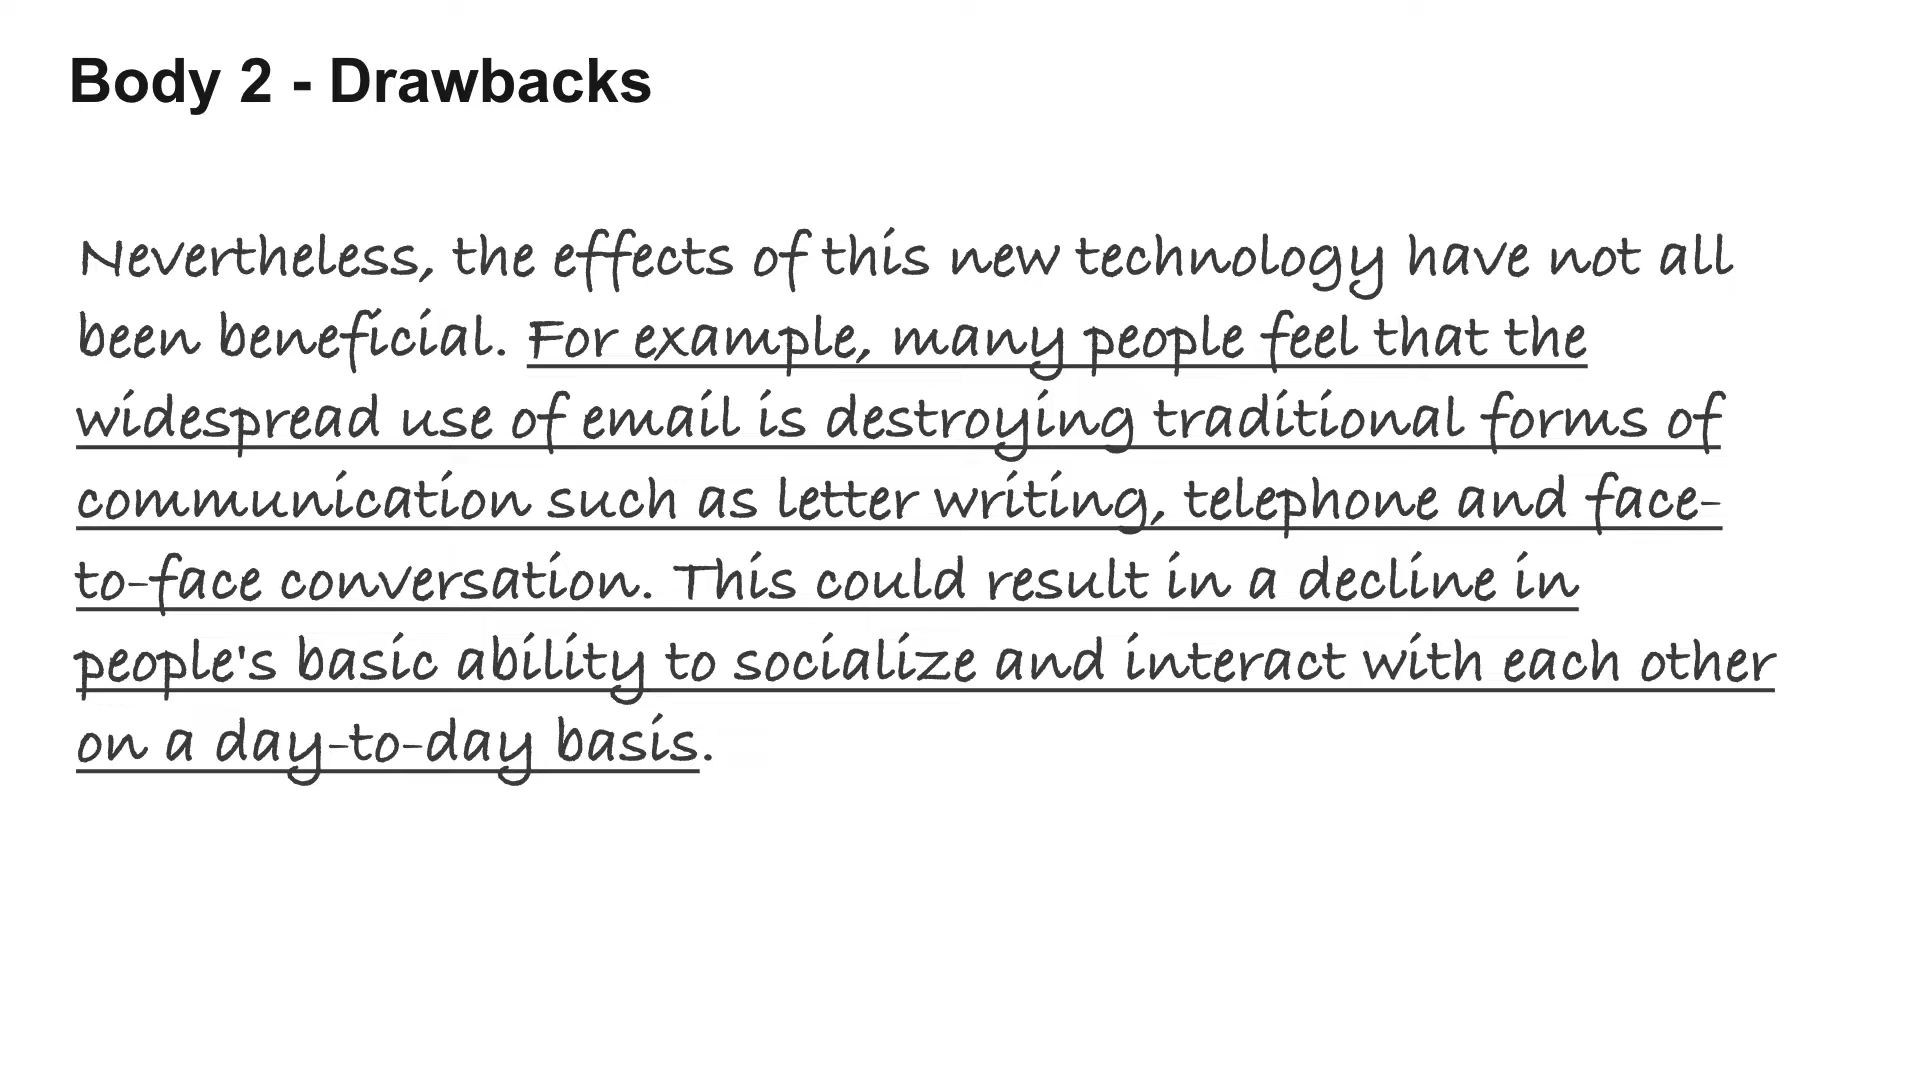 Body 2 - Drawbacks
Nevertheless, the effects of this new technology have not all
been beneficial. For example, many people feel that the
widespread use of email is destroying traditional forms of
communication such as letter writing, telephone and face-
to-face conversation. This could result in a decline in
people's basic ability to socialize and interact with each other
on a day-to-day basis.